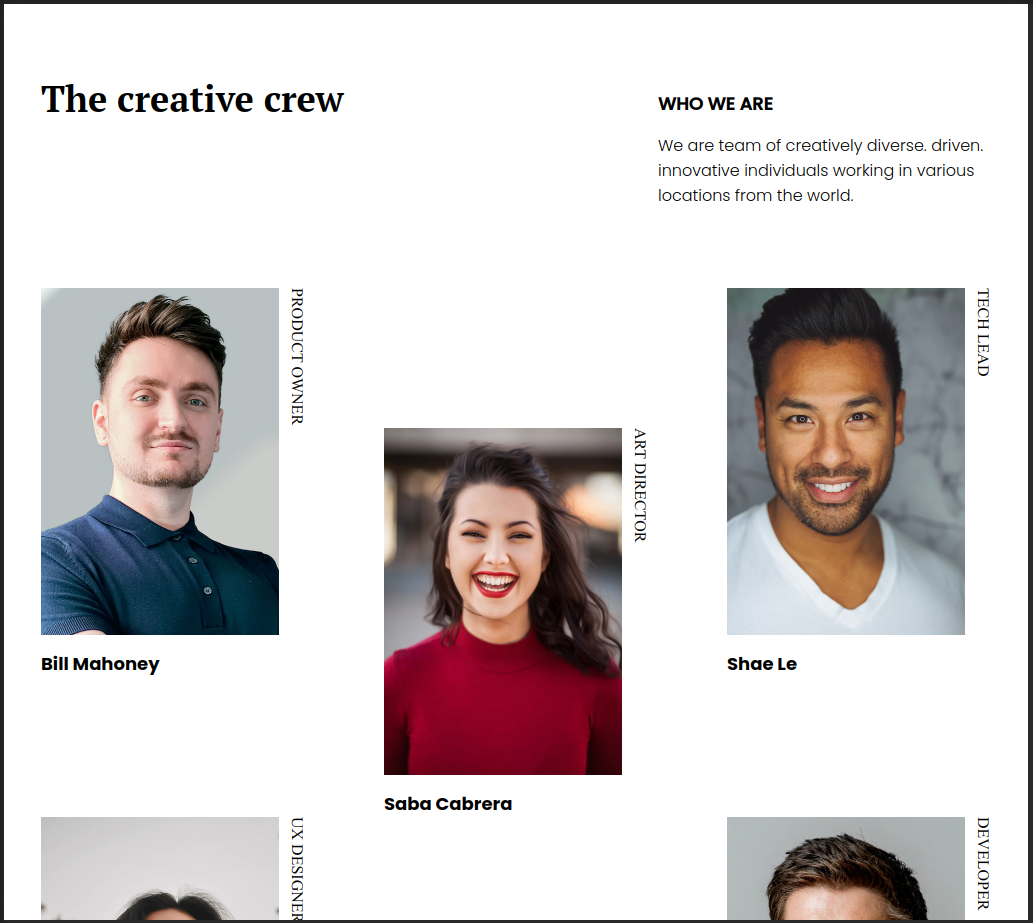 The creative crew
WHO WE ARE
We are team of creatively diverse. driven.
innovative individuals working in various
locations from the world.
PRODUCT OWNER
Bill Mahoney
ART DIRECTOR
Saba Cabrera
TECH LEAD
Shae Le
UX DESIGNER
DEVELOPER